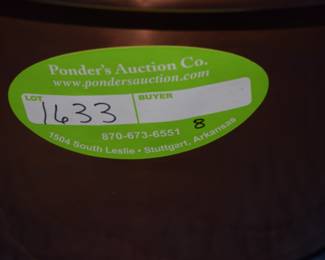 Ponder's Auction Co.
www.pondersauction.com
LOT BUYER
1633
870-673-6551 8
1504 South Leslie • Stuttgart, Arkansas